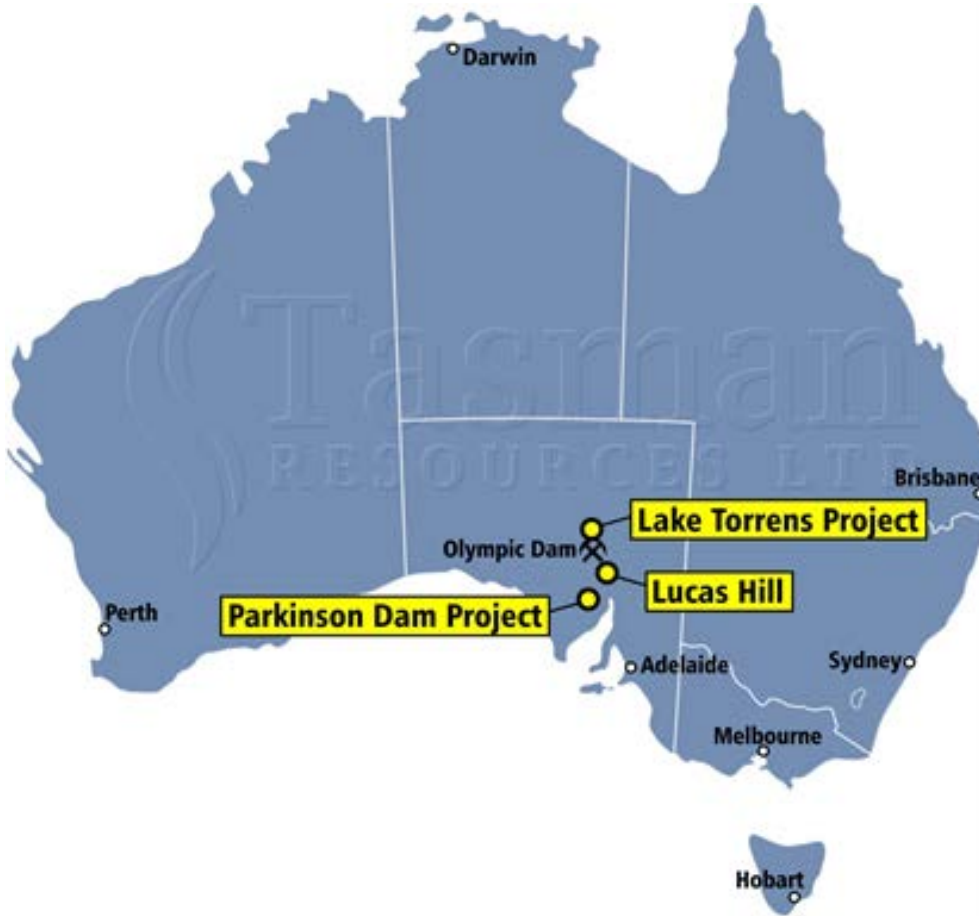 Darwin
Tasman
RESOURCES LTD
Brisbane
Lake Torrens Project
Olympic Dam
Lucas Hill
Parkinson Dam Project
Perth
Adelaide
Sydney
Melbourne
Hobart